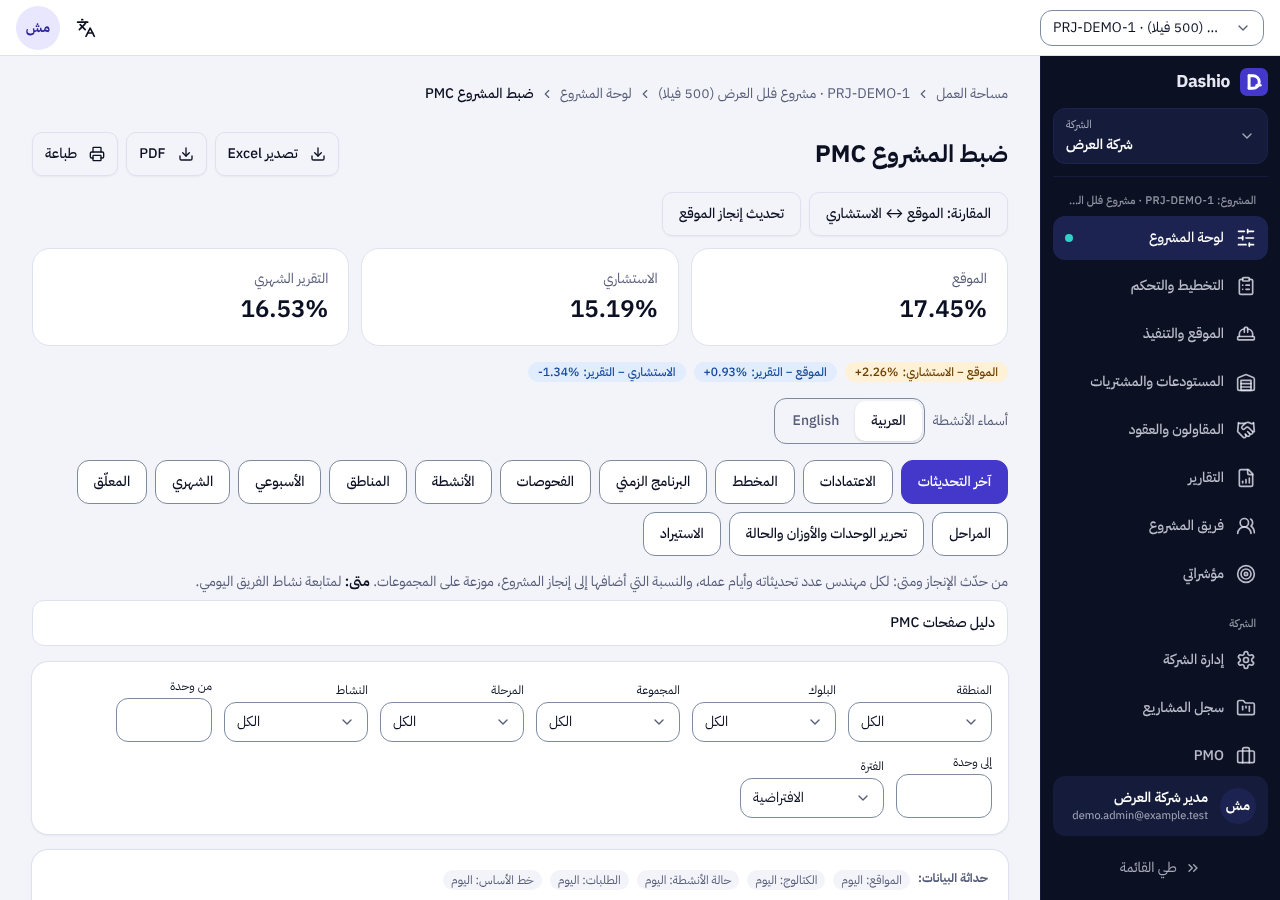 PRJ-DEMO-1 · (500 فيلا) ...
مش
Dashio
الشركة
شركة العرض
المشروع: PRJ-DEMO-1 · مشروع فلل ال...
لوحة المشروع
التخطيط والتحكم
الموقع والتنفيذ
المستودعات والمشتريات
المقاولون والعقود
التقارير
فريق المشروع
مؤشراتي
الشركة
إدارة الشركة
سجل المشاريع
PMO
مدير شركة العرض
demo.admin@example.test
مش
طي القائمة
مساحة العمل › PRJ-DEMO-1 · مشروع فلل العرض (500 فيلا) › لوحة المشروع › ضبط المشروع PMC
ضبط المشروع PMC
تصدير Excel
PDF
طباعة
المقارنة: الموقع ↔ الاستشاري
تحديث إنجاز الموقع
الموقع
17.45%
الاستشاري
15.19%
التقرير الشهري
16.53%
الموقع – الاستشاري: +2.26%
الموقع – التقرير: +0.93%
الاستشاري – التقرير: -1.34%
أسماء الأنشطة العربية English
آخر التحديثات الاعتمادات المخطط البرنامج الزمني الفحوصات الأنشطة المناطق الأسبوعي الشهري المعلّق
المراحل تحرير الوحدات والأوزان والحالة الاستيراد
من حدّث الإنجاز ومتى: لكل مهندس عدد تحديثاته وأيام عمله، والنسبة التي أضافها إلى إنجاز المشروع، موزعة على المجموعات. متى: لمتابعة نشاط الفريق اليومي.
دليل صفحات PMC
المنطقة
الكل
البلوك
الكل
المجموعة
الكل
المرحلة
الكل
النشاط
الكل
من وحدة
إلى وحدة
الفترة
الافتراضية
حداثة البيانات: المواقع: اليوم الكتالوج: اليوم حالة الأنشطة: اليوم الطلبات: اليوم خط الأساس: اليوم